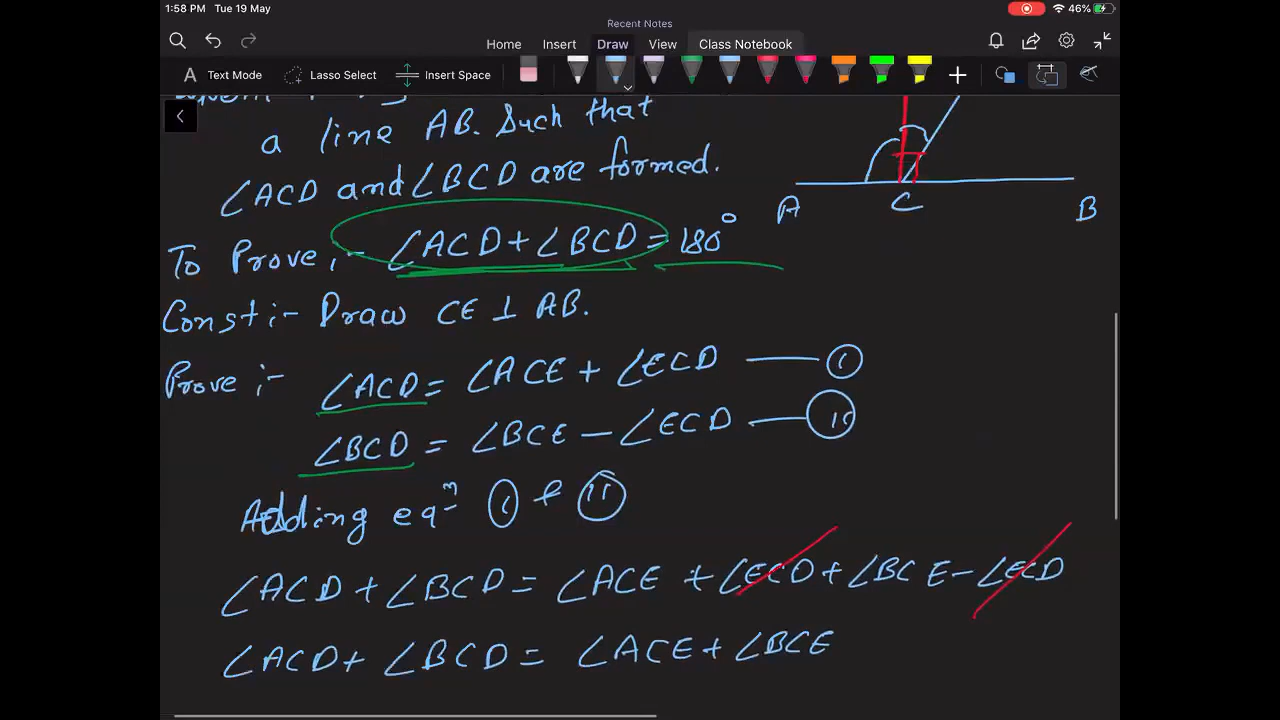 1:58 PM Tue 19 May
46%
Recent Notes
Home Insert Draw View Class Notebook
Text Mode Lasso Select Insert Space
a line AB. Such that
∠ACD and ∠BCD are formed.
A C B
To Prove :- ∠ACD + ∠BCD = 180°
Const :- Draw CE ⊥ AB.
Prove :-
∠ACD = ∠ACE + ∠ECD — (i)
∠BCD = ∠BCE − ∠ECD — (ii)
Adding eqn (i) & (ii)
∠ACD + ∠BCD = ∠ACE + ∠ECD + ∠BCE − ∠ECD
∠ACD + ∠BCD = ∠ACE + ∠BCE